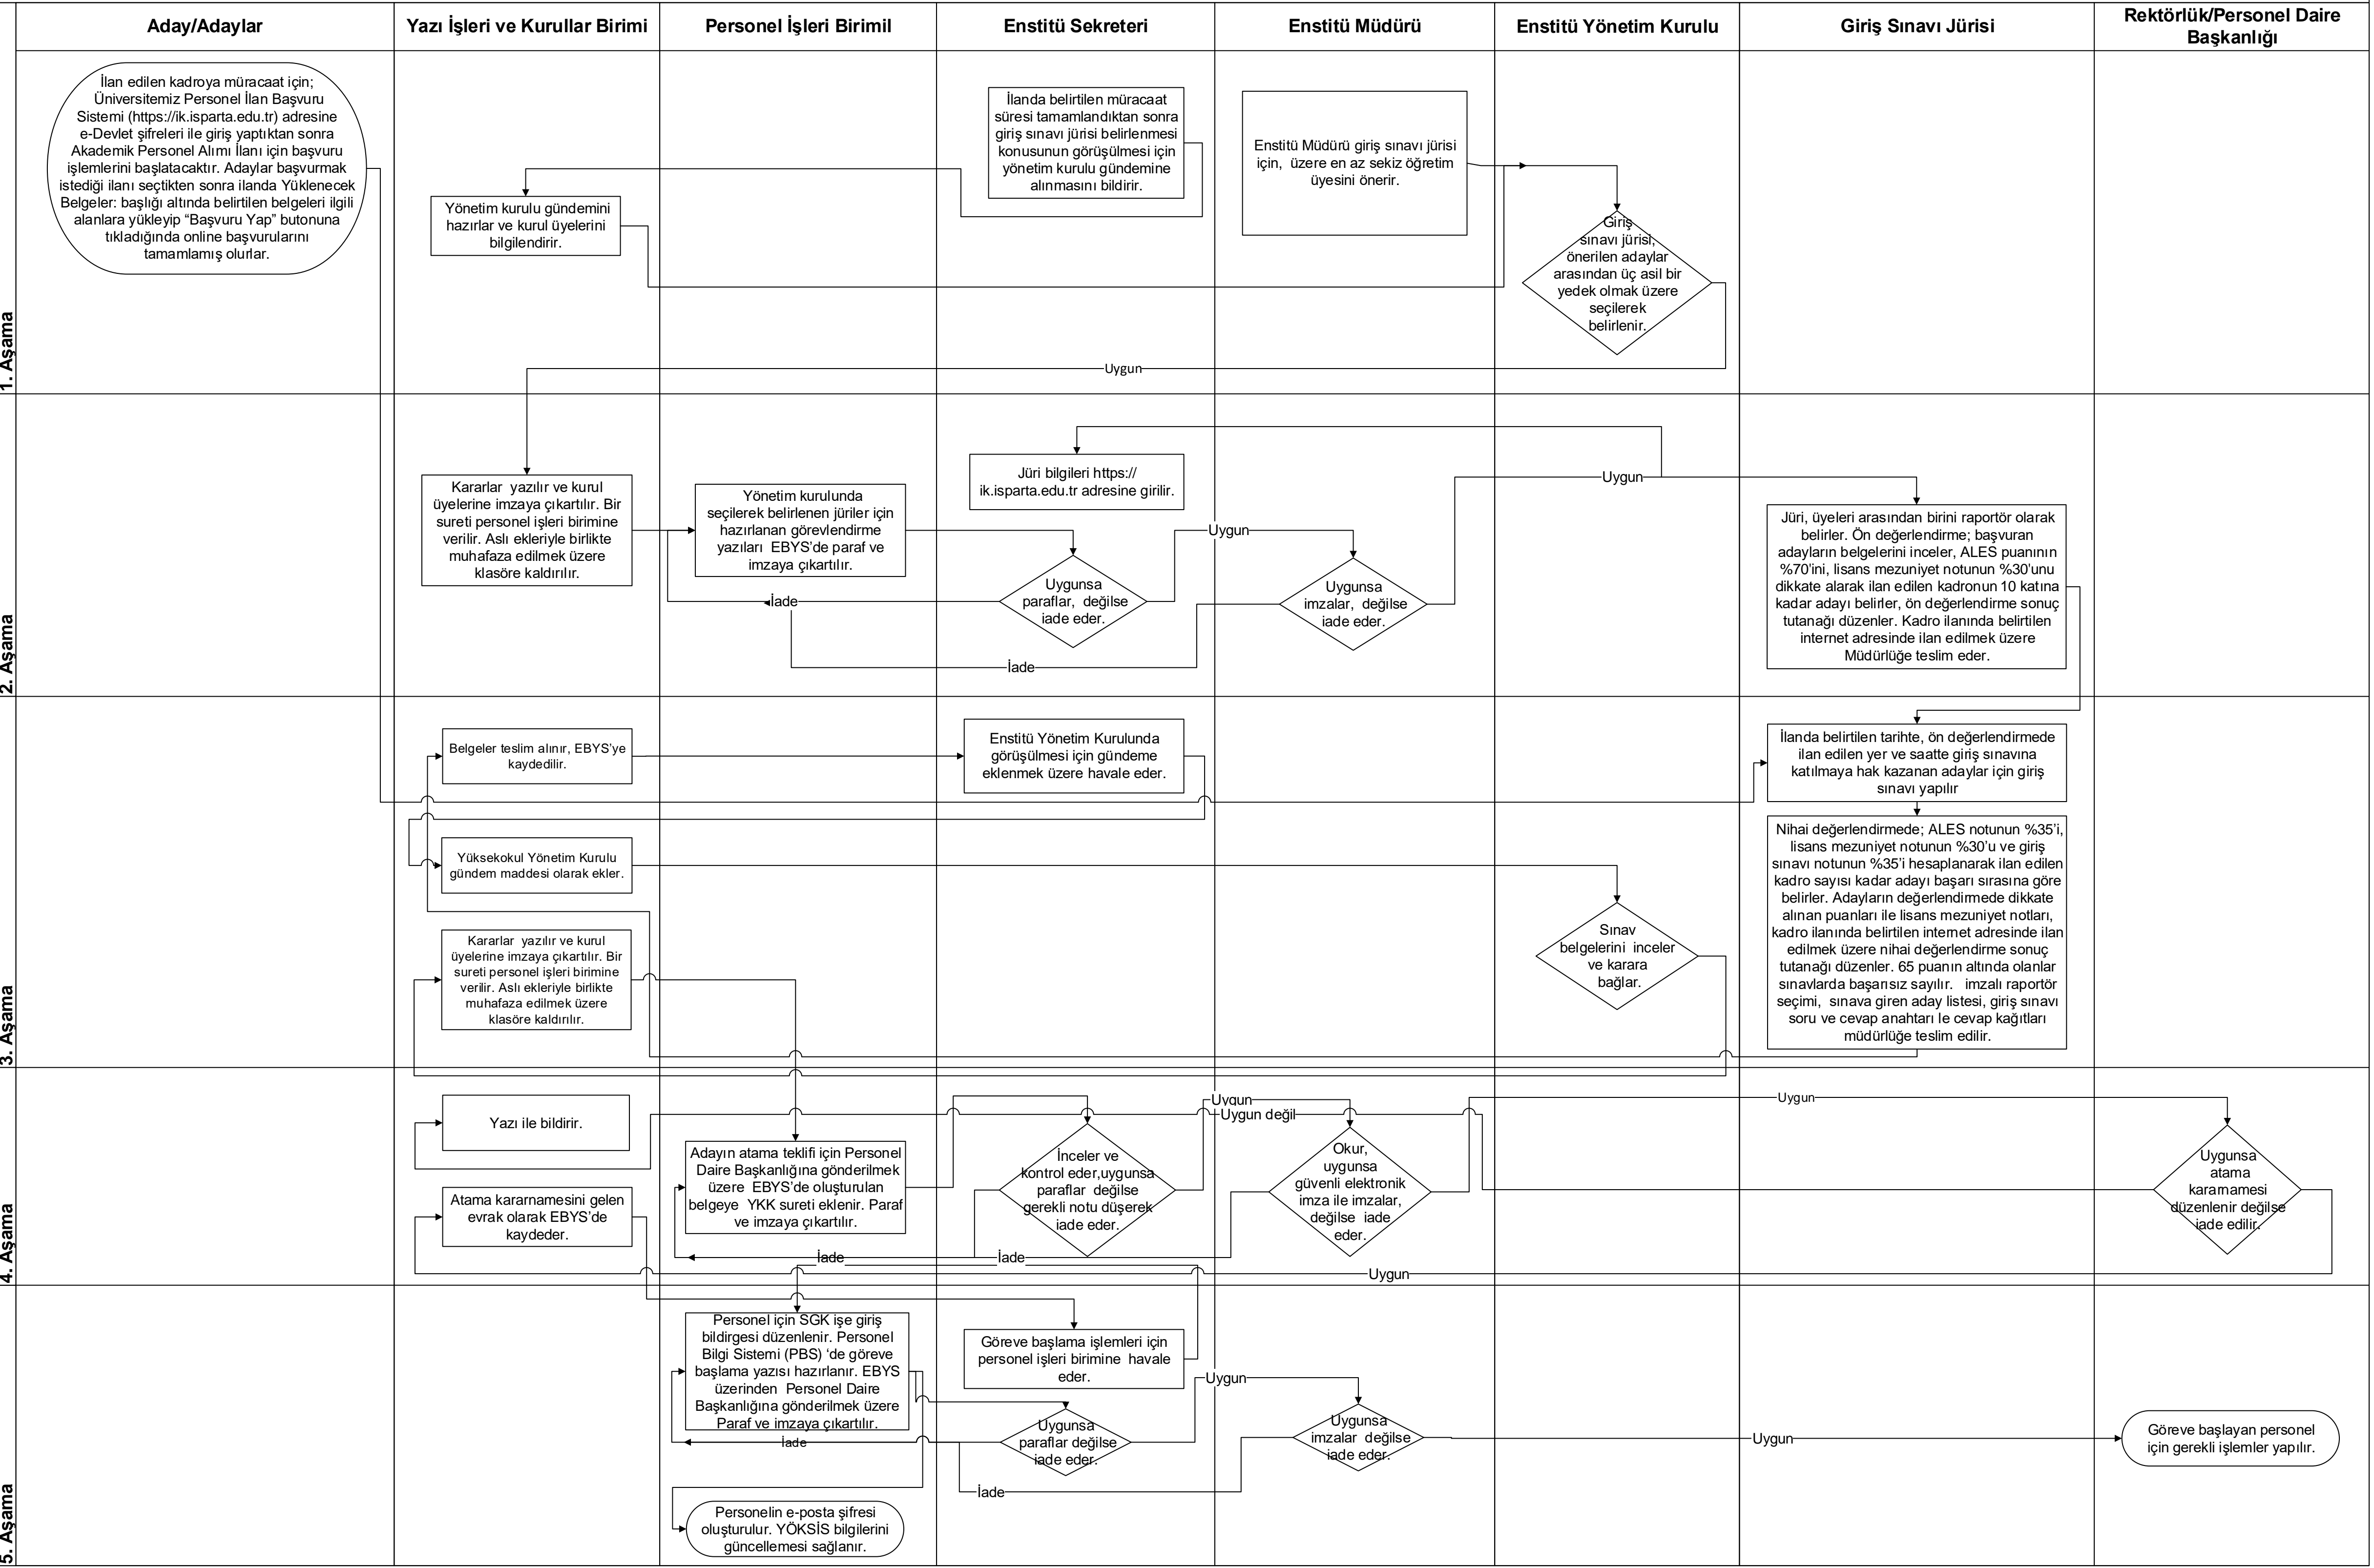 Aday/Adaylar
Yazı İşleri ve Kurullar Birimi
Personel İşleri Birimil
Enstitü Sekreteri
Enstitü Müdürü
Enstitü Yönetim Kurulu
Giriş Sınavı Jürisi
Rektörlük/Personel Daire
Başkanlığı
1. Aşama
İlan edilen kadroya müracaat için;
Üniversitemiz Personel İlan Başvuru
Sistemi (https://ik.isparta.edu.tr) adresine
e-Devlet şifreleri ile giriş yaptıktan sonra
Akademik Personel Alımı İlanı için başvuru
işlemlerini başlatacaktır. Adaylar başvurmak
istediği ilanı seçtikten sonra ilanda Yüklenecek
Belgeler: başlığı altında belirtilen belgeleri ilgili
alanlara yükleyip “Başvuru Yap” butonuna
tıkladığında online başvurularını
tamamlamış olurlar.
Yönetim kurulu gündemini
hazırlar ve kurul üyelerini
bilgilendirir.
İlanda belirtilen müracaat
süresi tamamlandıktan sonra
giriş sınavı jürisi belirlenmesi
konusunun görüşülmesi için
yönetim kurulu gündemine
alınmasını bildirir.
Enstitü Müdürü giriş sınavı jürisi
için, üzere en az sekiz öğretim
üyesini önerir.
Giriş
sınavı jürisi,
önerilen adaylar
arasından üç asil bir
yedek olmak üzere
seçilerek
belirlenir.
Uygun
2. Aşama
Kararlar yazılır ve kurul
üyelerine imzaya çıkartılır. Bir
sureti personel işleri birimine
verilir. Aslı ekleriyle birlikte
muhafaza edilmek üzere
klasöre kaldırılır.
Yönetim kurulunda
seçilerek belirlenen jüriler için
hazırlanan görevlendirme
yazıları EBYS’de paraf ve
imzaya çıkartılır.
Jüri bilgileri https://
ik.isparta.edu.tr adresine girilir.
Uygunsa
paraflar, değilse
iade eder.
İade
Uygun
Uygunsa
imzalar, değilse
iade eder.
İade
Uygun
Jüri, üyeleri arasından birini raportör olarak
belirler. Ön değerlendirme; başvuran
adayların belgelerini inceler, ALES puanının
%70'ini, lisans mezuniyet notunun %30'unu
dikkate alarak ilan edilen kadronun 10 katına
kadar adayı belirler, ön değerlendirme sonuç
tutanağı düzenler. Kadro ilanında belirtilen
internet adresinde ilan edilmek üzere
Müdürlüğe teslim eder.
3. Aşama
Belgeler teslim alınır, EBYS’ye
kaydedilir.
Enstitü Yönetim Kurulunda
görüşülmesi için gündeme
eklenmek üzere havale eder.
İlanda belirtilen tarihte, ön değerlendirmede
ilan edilen yer ve saatte giriş sınavına
katılmaya hak kazanan adaylar için giriş
sınavı yapılır
Yüksekokul Yönetim Kurulu
gündem maddesi olarak ekler.
Kararlar yazılır ve kurul
üyelerine imzaya çıkartılır. Bir
sureti personel işleri birimine
verilir. Aslı ekleriyle birlikte
muhafaza edilmek üzere
klasöre kaldırılır.
Sınav
belgelerini inceler
ve karara
bağlar.
Nihai değerlendirmede; ALES notunun %35’i,
lisans mezuniyet notunun %30’u ve giriş
sınavı notunun %35’i hesaplanarak ilan edilen
kadro sayısı kadar adayı başarı sırasına göre
belirler. Adayların değerlendirmede dikkate
alınan puanları ile lisans mezuniyet notları,
kadro ilanında belirtilen internet adresinde ilan
edilmek üzere nihai değerlendirme sonuç
tutanağı düzenler. 65 puanın altında olanlar
sınavlarda başarısız sayılır. imzalı raportör
seçimi, sınava giren aday listesi, giriş sınavı
soru ve cevap anahtarı le cevap kağıtları
müdürlüğe teslim edilir.
4. Aşama
Yazı ile bildirir.
Atama kararnamesini gelen
evrak olarak EBYS’de
kaydeder.
Adayın atama teklifi için Personel
Daire Başkanlığına gönderilmek
üzere EBYS’de oluşturulan
belgeye YKK sureti eklenir. Paraf
ve imzaya çıkartılır.
İnceler ve
kontrol eder,uygunsa
paraflar değilse
gerekli notu düşerek
iade eder.
Uygun
Uygun değil
Okur,
uygunsa
güvenli elektronik
imza ile imzalar,
değilse iade
eder.
Uygun
Uygunsa
atama
kararnamesi
düzenlenir değilse
iade edilir.
İade
İade
Uygun
5. Aşama
Personel için SGK işe giriş
bildirgesi düzenlenir. Personel
Bilgi Sistemi (PBS) ‘de göreve
başlama yazısı hazırlanır. EBYS
üzerinden Personel Daire
Başkanlığına gönderilmek üzere
Paraf ve imzaya çıkartılır.
İade
Göreve başlama işlemleri için
personel işleri birimine havale
eder.
Uygunsa
paraflar değilse
iade eder.
Uygun
Uygunsa
imzalar değilse
iade eder.
İade
Uygun
Göreve başlayan personel
için gerekli işlemler yapılır.
Personelin e-posta şifresi
oluşturulur. YÖKSİS bilgilerini
güncellemesi sağlanır.